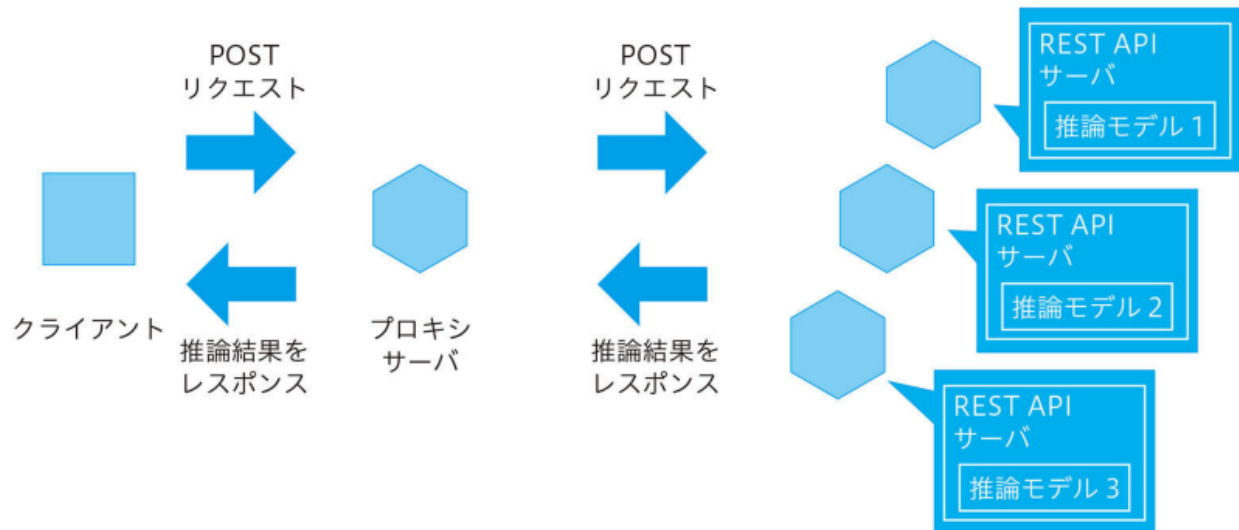 POST
リクエスト
クライアント
推論結果を
レスポンス
プロキシ
サーバ
POST
リクエスト
推論結果を
レスポンス
REST API
サーバ
推論モデル 1
REST API
サーバ
推論モデル 2
REST API
サーバ
推論モデル 3